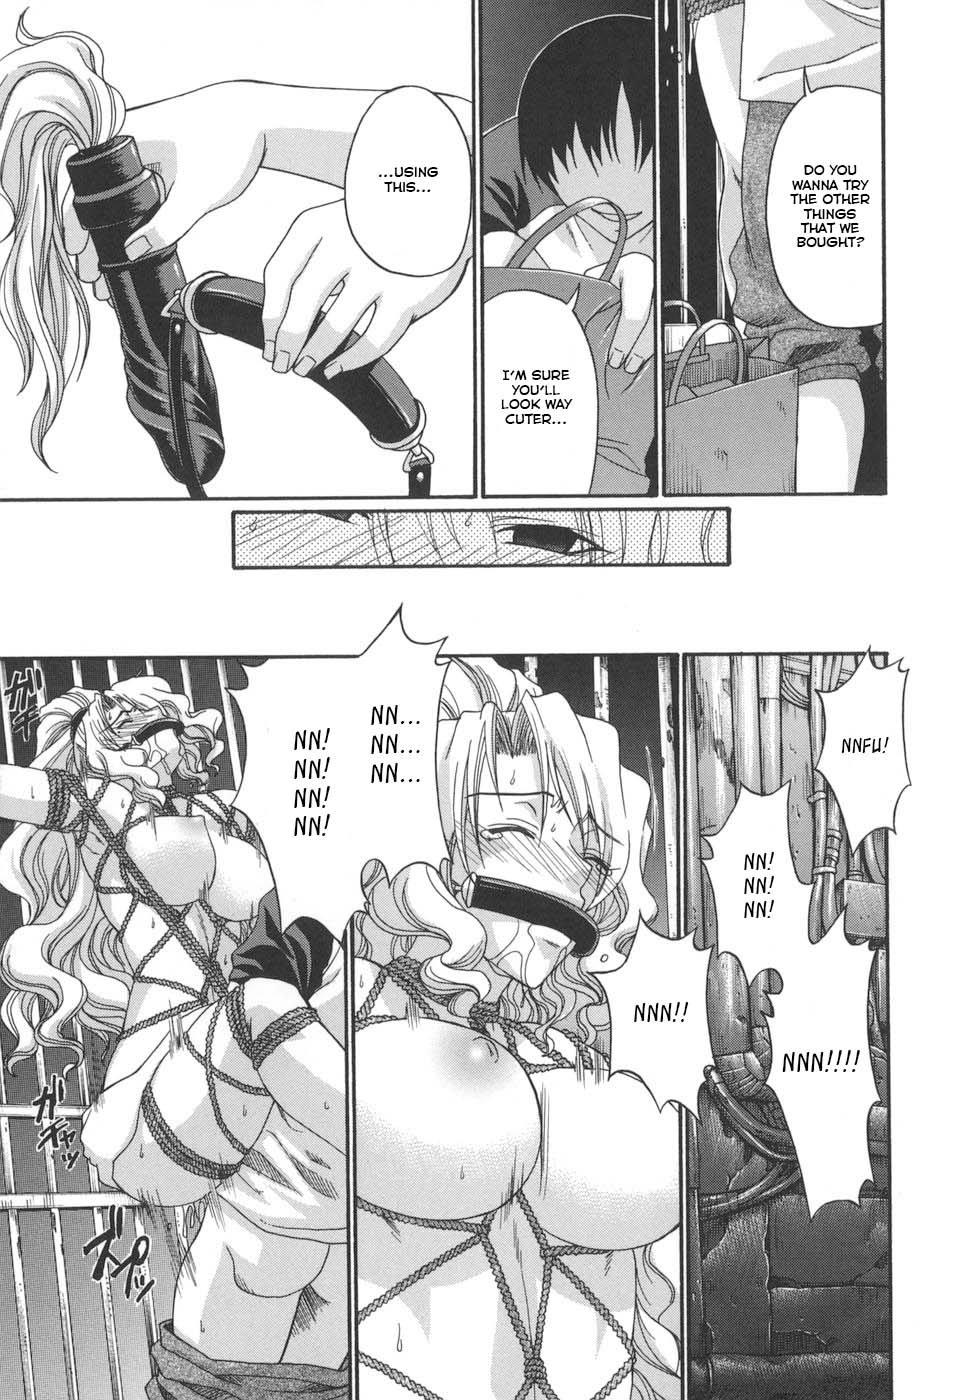 DO YOU
WANNA TRY
THE OTHER
THINGS
THAT WE
BOUGHT?
I'M SURE
YOU'LL
LOOK WAY
CUTER...
...USING
THIS...
NNFU!
NN!
NN!
NN!
NNN!!!!
NNN!!
NN...
NN...
NN...
NN!
NN!
NN!
NN!
ガチャッ
ズプッ